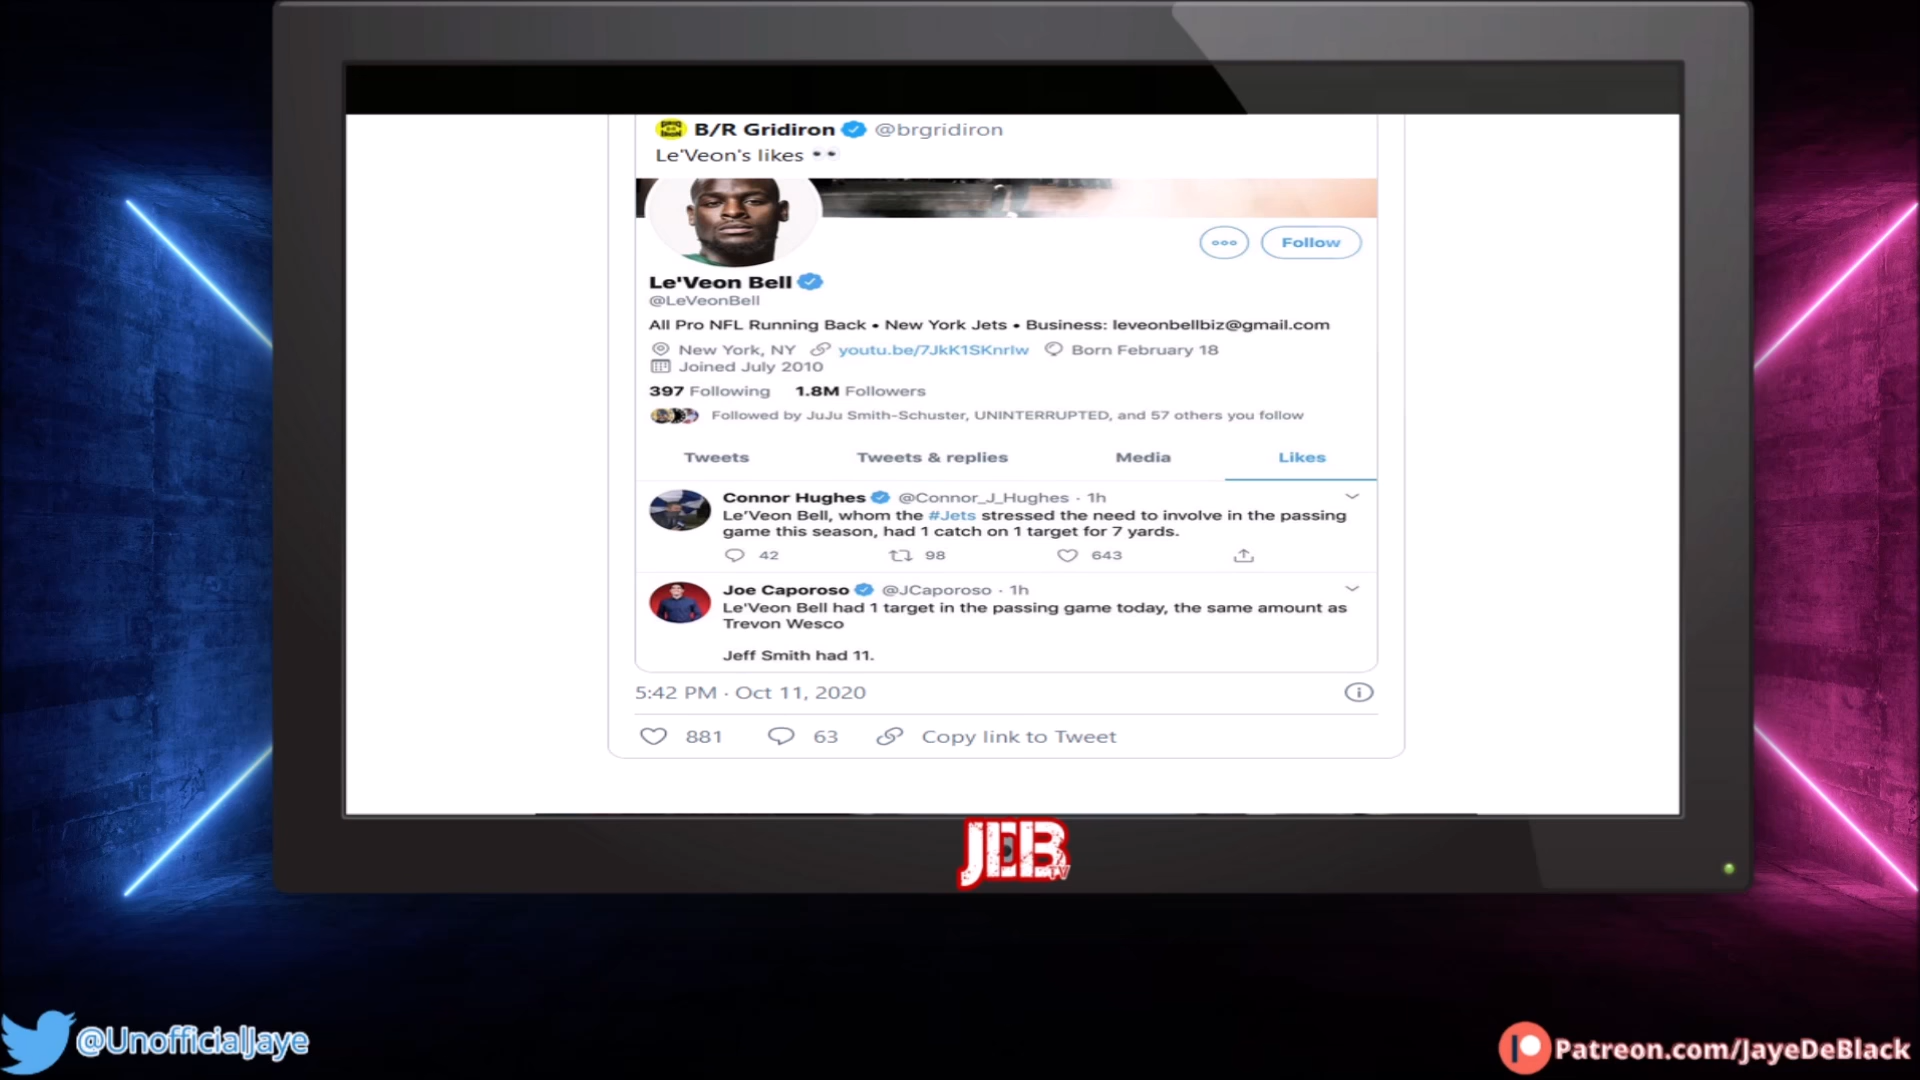 B/R Gridiron @brgridiron
Le'Veon's likes 👀
Follow
Le'Veon Bell
@LeVeonBell
All Pro NFL Running Back • New York Jets • Business: leveonbellbiz@gmail.com
New York, NY youtu.be/7JkK1SKnrlw Born February 18
Joined July 2010
397 Following 1.8M Followers
Followed by JuJu Smith-Schuster, UNINTERRUPTED, and 57 others you follow
Tweets Tweets & replies Media Likes
Connor Hughes @Connor_J_Hughes · 1h
Le'Veon Bell, whom the #Jets stressed the need to involve in the passing
game this season, had 1 catch on 1 target for 7 yards.
42 98 643
Joe Caporoso @JCaporoso · 1h
Le'Veon Bell had 1 target in the passing game today, the same amount as
Trevon Wesco
Jeff Smith had 11.
5:42 PM · Oct 11, 2020
881 63 Copy link to Tweet
JEB TV
@UnofficialJaye
Patreon.com/JayeDeBlack